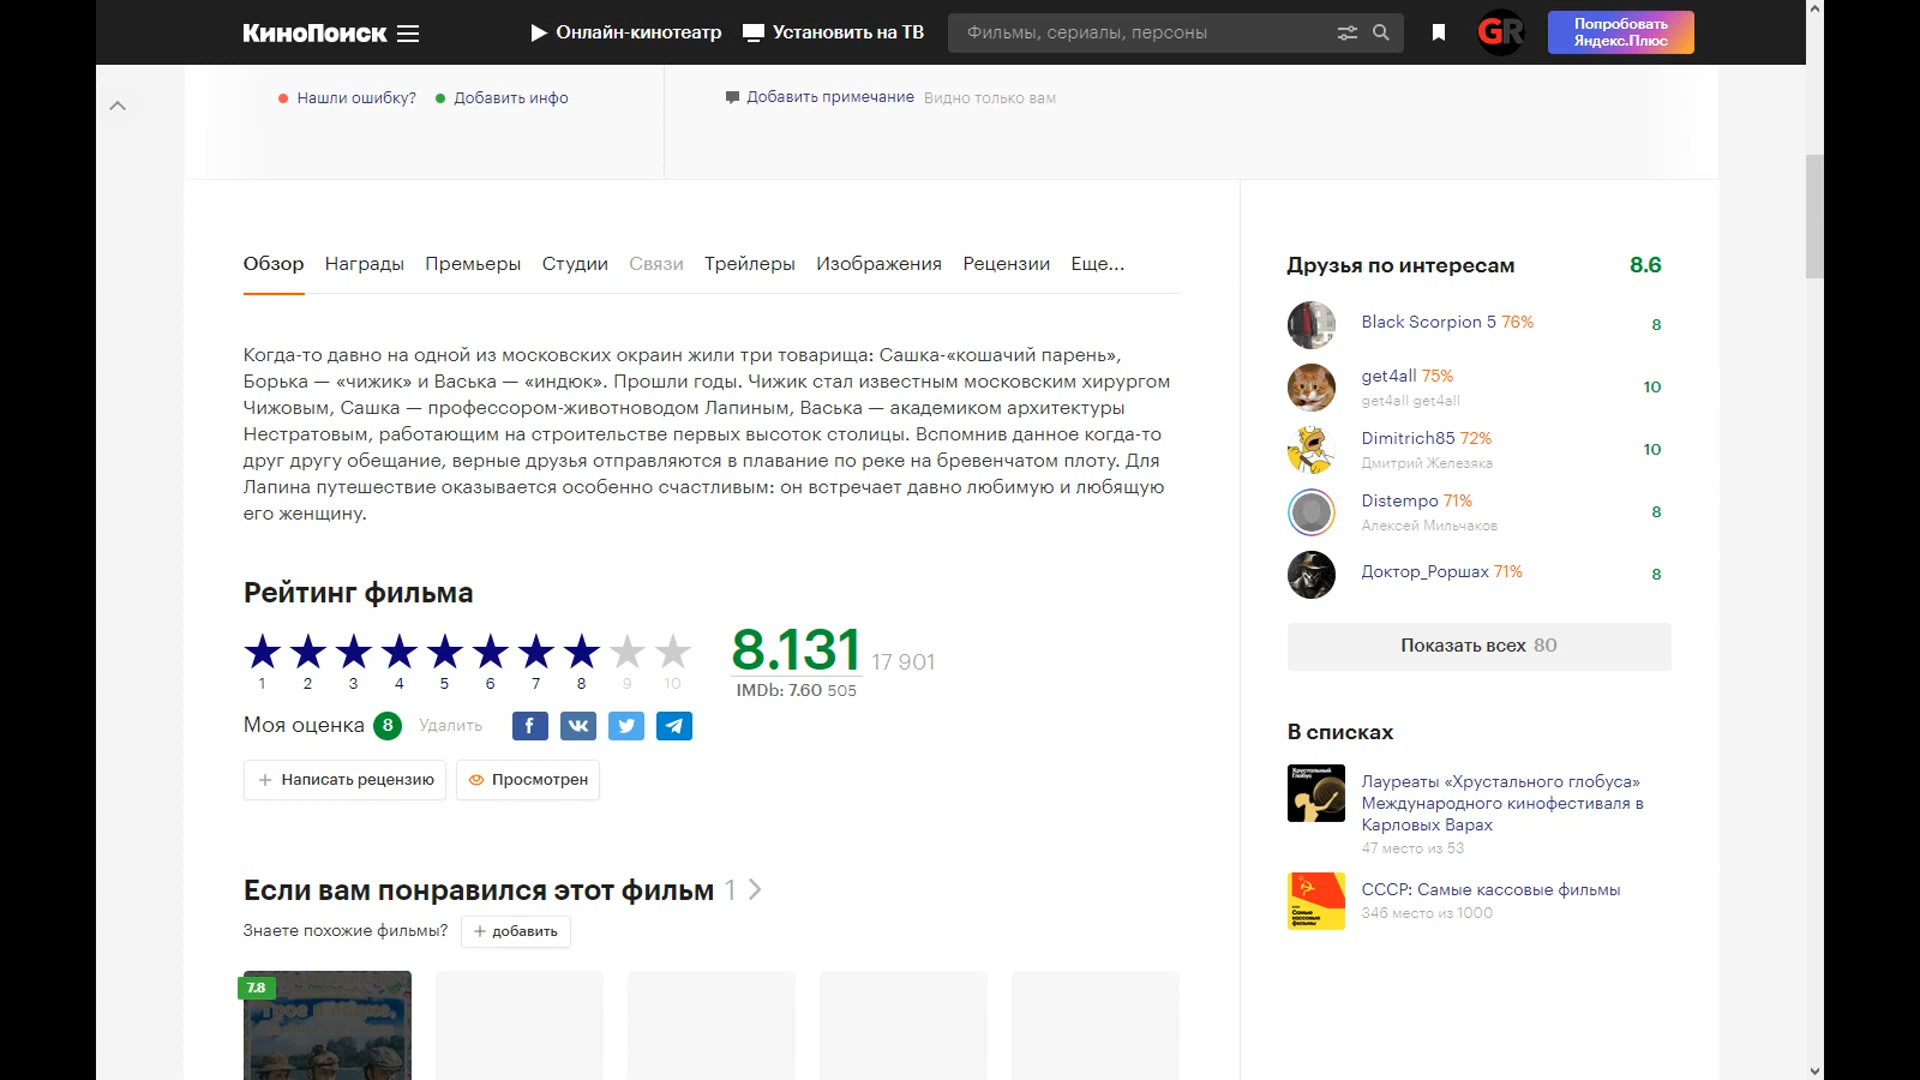 КиноПоиск
Онлайн-кинотеатр
Установить на ТВ
Фильмы, сериалы, персоны
GR
Попробовать
Яндекс.Плюс
Нашли ошибку?
Добавить инфо
Добавить примечание
Видно только вам
Обзор Награды Премьеры Студии Связи Трейлеры Изображения Рецензии Еще...
Когда-то давно на одной из московских окраин жили три товарища: Сашка-«кошачий парень»,
Борька — «чижик» и Васька — «индюк». Прошли годы. Чижик стал известным московским хирургом
Чижовым, Сашка — профессором-животноводом Лапиным, Васька — академиком архитектуры
Нестратовым, работающим на строительстве первых высоток столицы. Вспомнив данное когда-то
друг другу обещание, верные друзья отправляются в плавание по реке на бревенчатом плоту. Для
Лапина путешествие оказывается особенно счастливым: он встречает давно любимую и любящую
его женщину.
Рейтинг фильма
1 2 3 4 5 6 7 8 9 10
8.131 17 901
IMDb: 7.60 505
Моя оценка 8 Удалить
f
Написать рецензию
Просмотрен
Если вам понравился этот фильм 1
Знаете похожие фильмы?
+ добавить
7.8
Трое в лодке,
Друзья по интересам 8.6
Black Scorpion 5 76% 8
get4all 75% 10
get4all get4all
Dimitrich85 72% 10
Дмитрий Железяка
Distempo 71% 8
Алексей Мильчаков
Доктор_Роршах 71% 8
Показать всех 80
В списках
Хрустальный
Глобус
Лауреаты «Хрустального глобуса»
Международного кинофестиваля в
Карловых Варах
47 место из 53
Самые
кассовые
фильмы
СССР: Самые кассовые фильмы
346 место из 1000